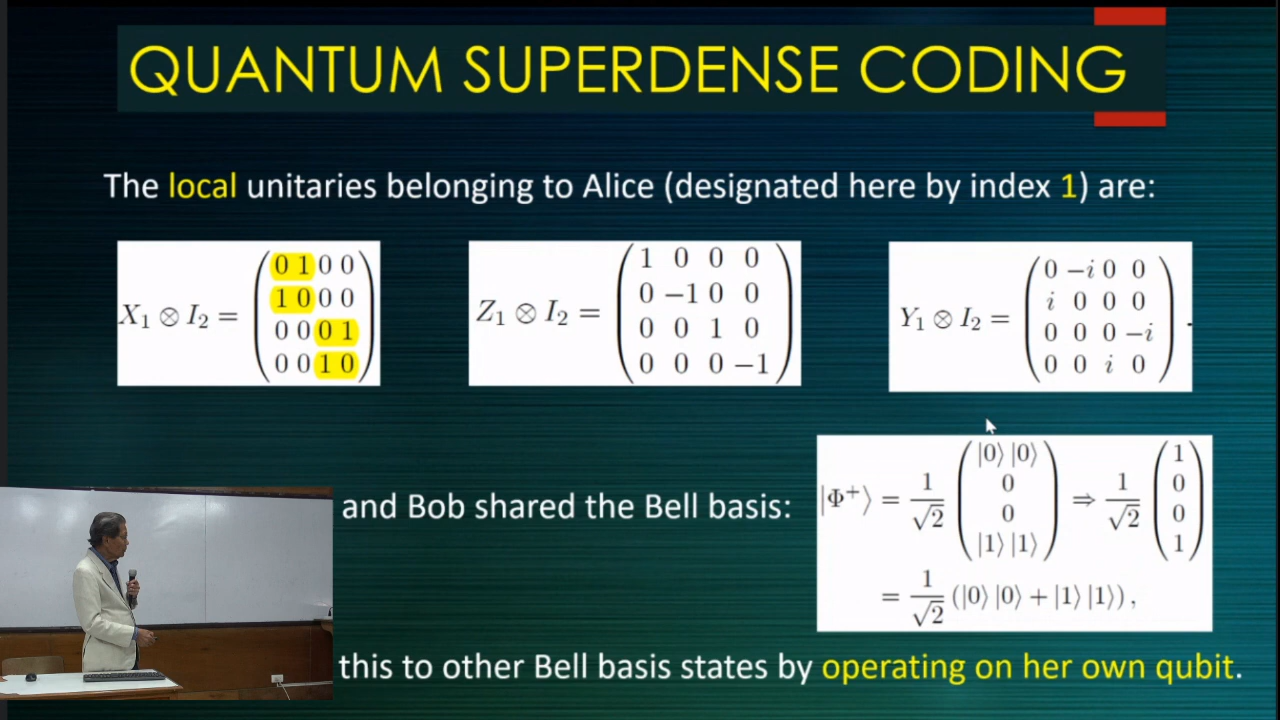 QUANTUM SUPERDENSE CODING
The local unitaries belonging to Alice (designated here by index 1) are:
X₁ ⊗ I₂ =
0 1 0 0
1 0 0 0
0 0 0 1
0 0 1 0
Z₁ ⊗ I₂ =
1 0 0 0
0 −1 0 0
0 0 1 0
0 0 0 −1
Y₁ ⊗ I₂ =
0 −i 0 0
i 0 0 0
0 0 0 −i
0 0 i 0
.
and Bob shared the Bell basis:
|Φ⁺⟩ = 1/√2 (|0⟩ |0⟩ 0 0 |1⟩ |1⟩) ⇒ 1/√2 (1 0 0 1)
= 1/√2 (|0⟩ |0⟩ + |1⟩ |1⟩) ,
this to other Bell basis states by operating on her own qubit.